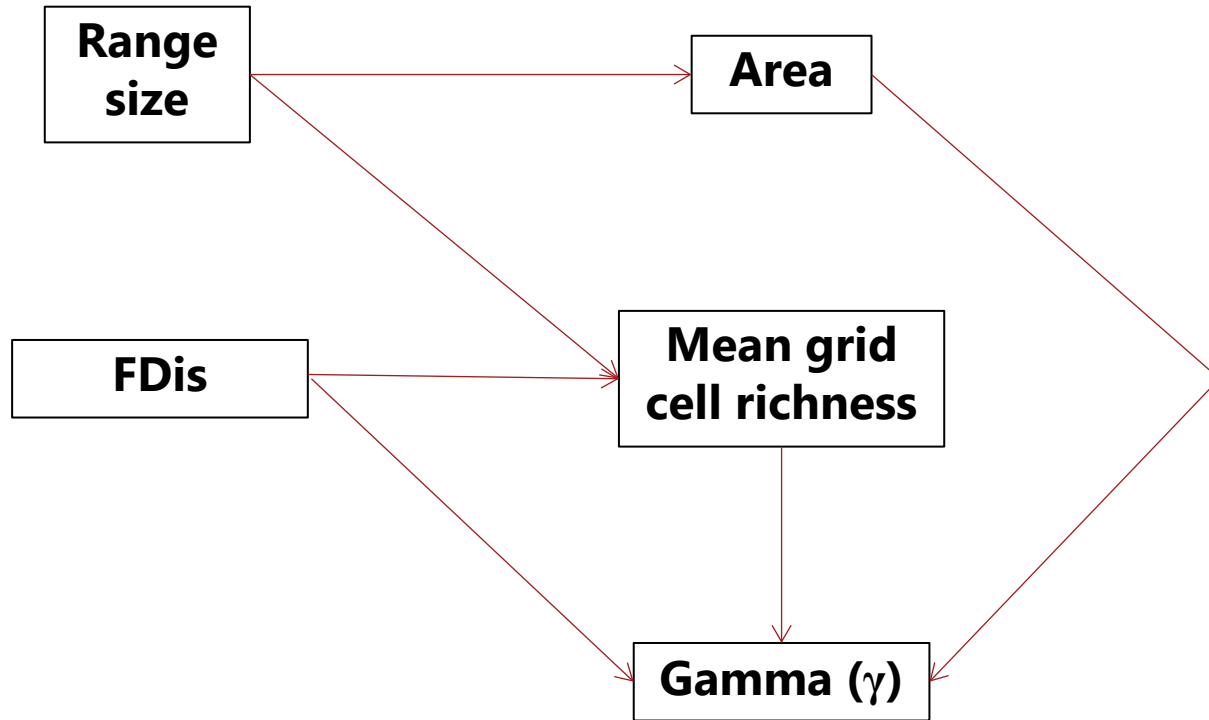 Range
size
Area
FDis
Mean grid
cell richness
Gamma (γ)